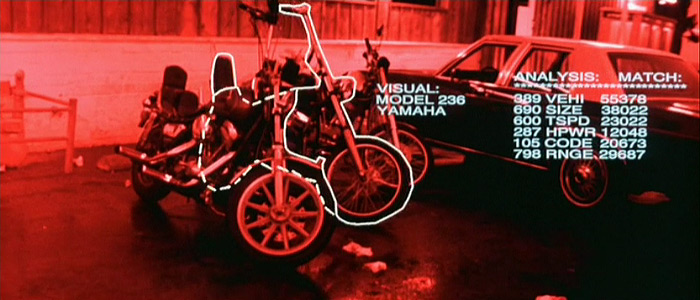 VISUAL:
MODEL 236
YAMAHA
ANALYSIS: MATCH:
***************************
389 VEHI 55378
690 SIZE 38022
600 TSPD 23022
287 HPWR 12048
105 CODE 20673
798 RNGE 29687